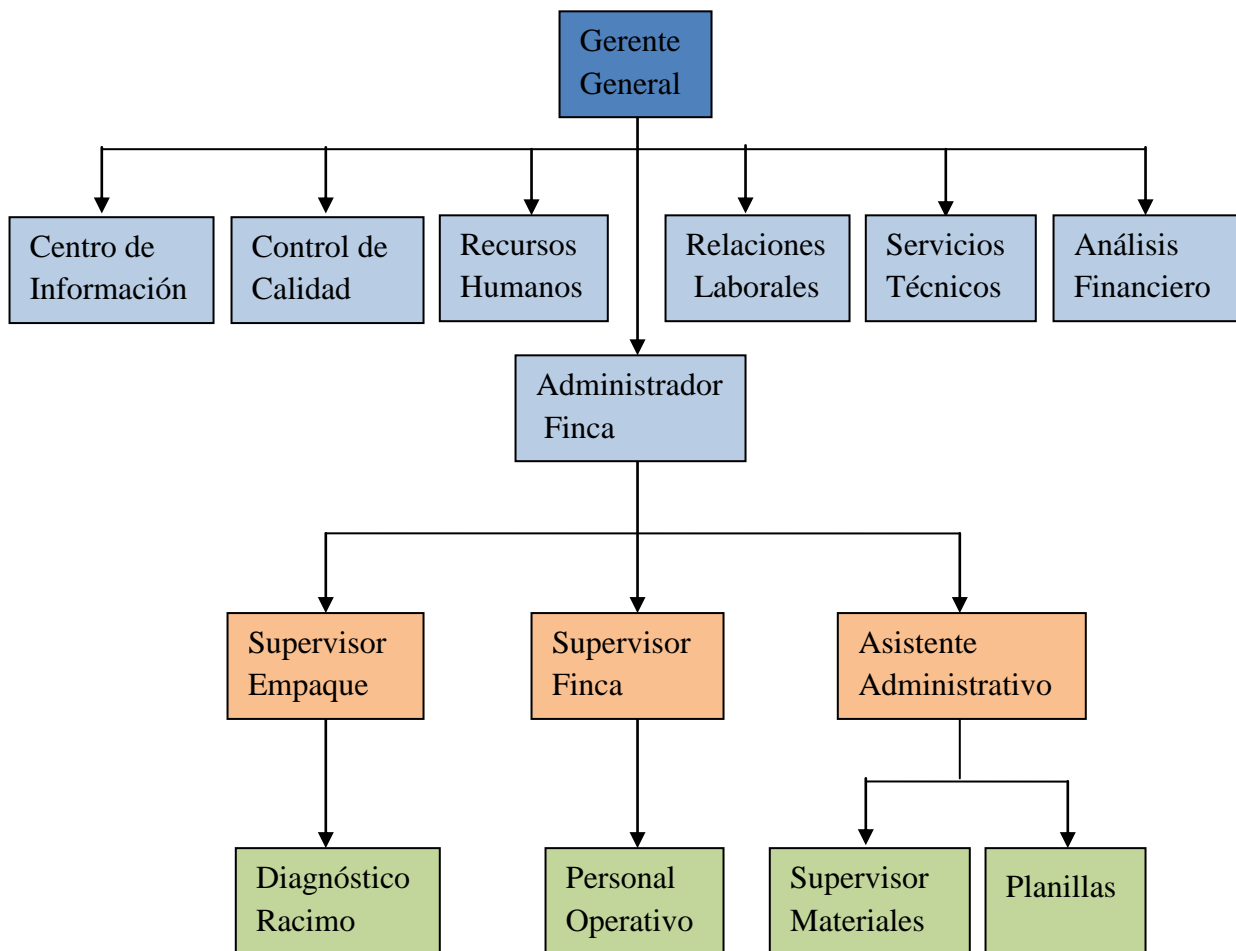 Gerente
General
Centro de
Información
Control de
Calidad
Recursos
Humanos
Relaciones
Laborales
Servicios
Técnicos
Análisis
Financiero
Administrador
Finca
Supervisor
Empaque
Supervisor
Finca
Asistente
Administrativo
Diagnóstico
Racimo
Personal
Operativo
Supervisor
Materiales
Planillas